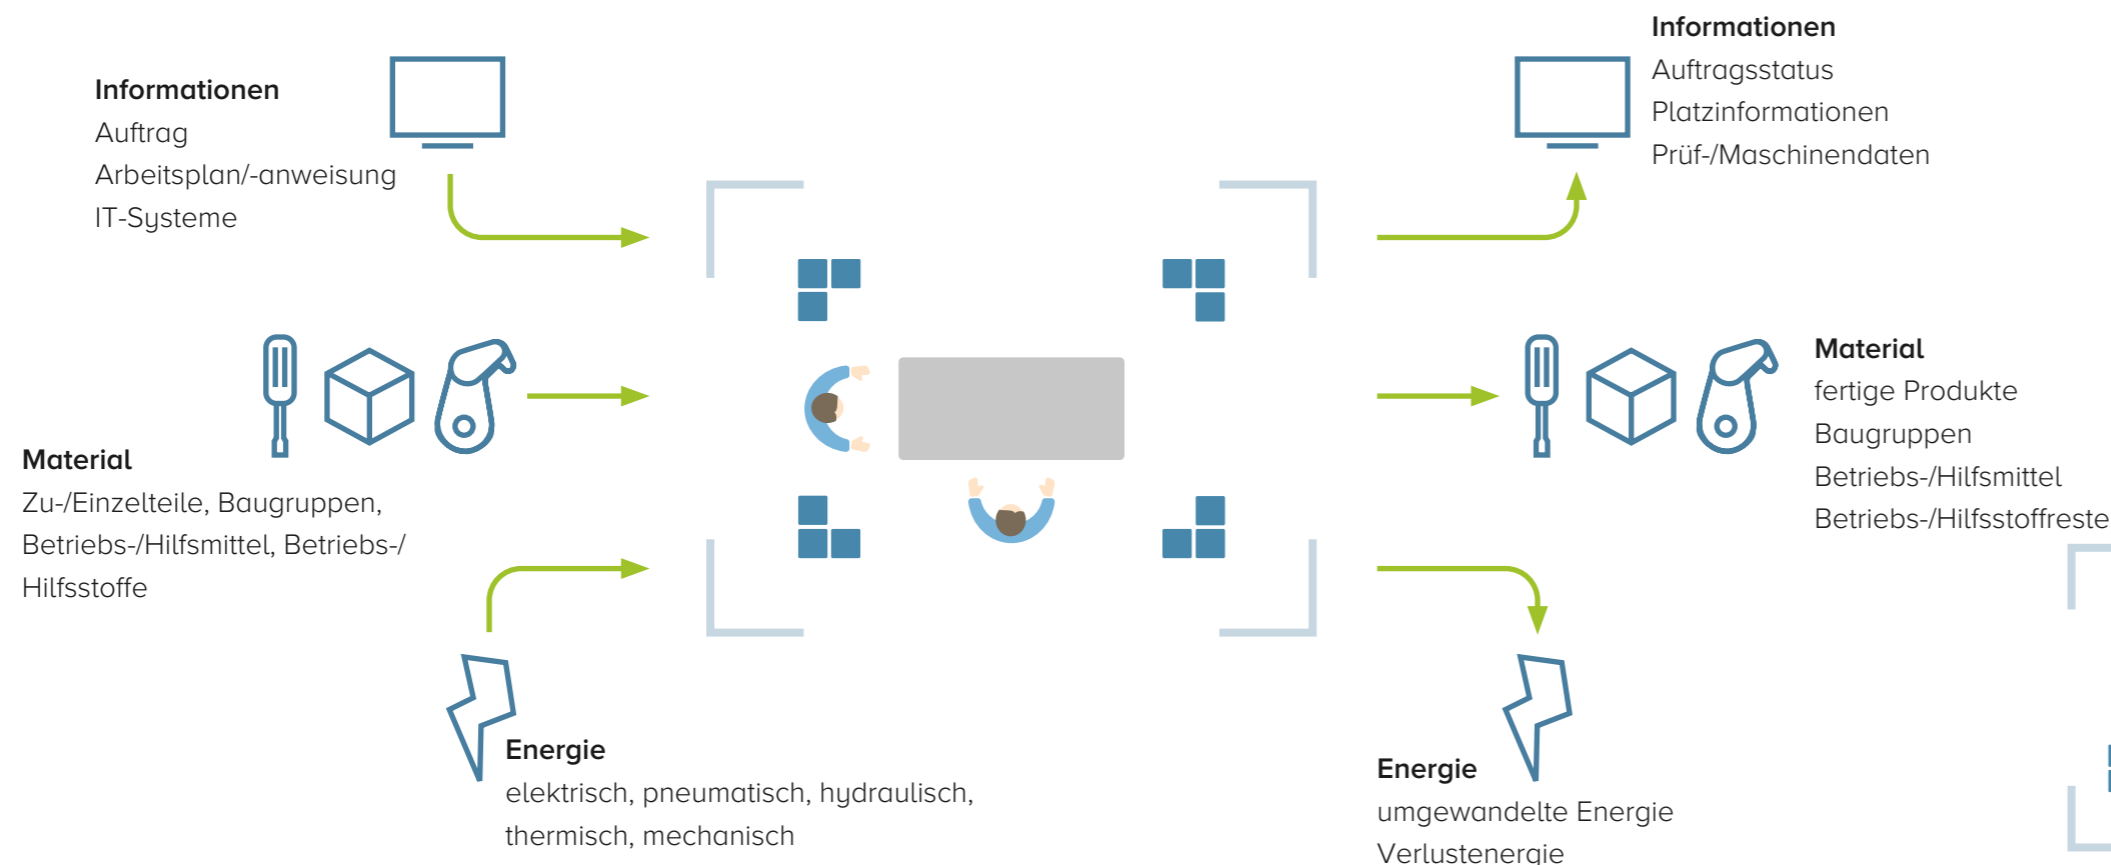 Informationen
Auftrag
Arbeitsplan/-anweisung
IT-Systeme
Material
Zu-/Einzelteile, Baugruppen,
Betriebs-/Hilfsmittel, Betriebs-/
Hilfsstoffe
Energie
elektrisch, pneumatisch, hydraulisch,
thermisch, mechanisch
Informationen
Auftragsstatus
Platzinformationen
Prüf-/Maschinendaten
Material
fertige Produkte
Baugruppen
Betriebs-/Hilfsmittel
Betriebs-/Hilfsstoffreste
Energie
umgewandelte Energie
Verlustenergie